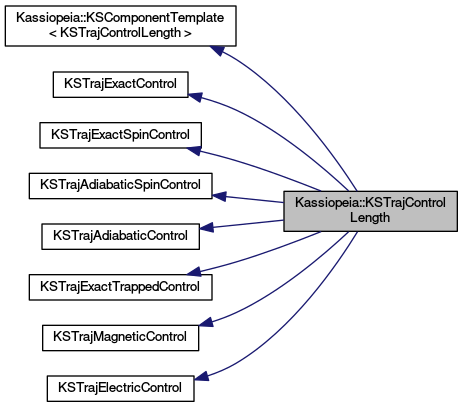 Kassiopeia::KSComponentTemplate
< KSTrajControlLength >
KSTrajExactControl
KSTrajExactSpinControl
KSTrajAdiabaticSpinControl
Kassiopeia::KSTrajControl
Length
KSTrajAdiabaticControl
KSTrajExactTrappedControl
KSTrajMagneticControl
KSTrajElectricControl